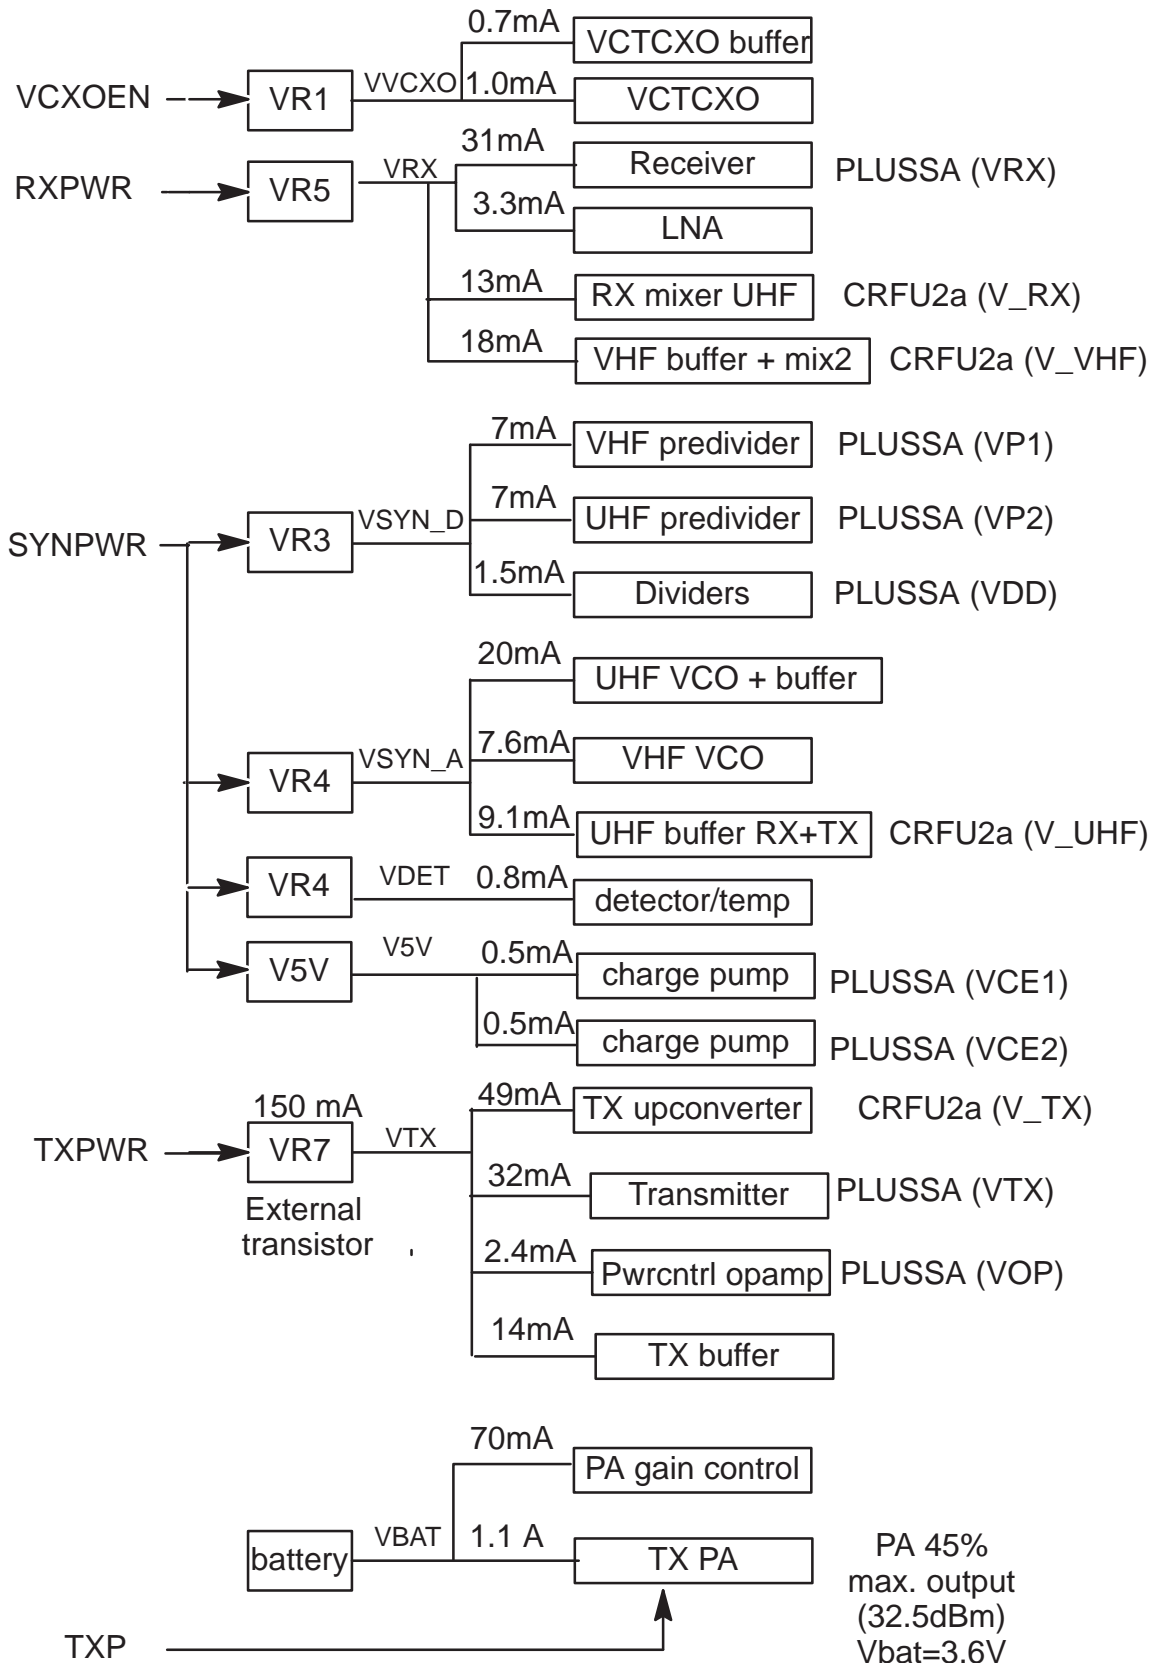 0.7mA
VCTCXO buffer
VCXOEN
VR1
VVCXO
1.0mA
VCTCXO
31mA
Receiver
PLUSSA (VRX)
RXPWR
VR5
VRX
3.3mA
LNA
13mA
RX mixer UHF
CRFU2a (V_RX)
18mA
VHF buffer + mix2
CRFU2a (V_VHF)
7mA
VHF predivider
PLUSSA (VP1)
7mA
UHF predivider
PLUSSA (VP2)
SYNPWR
VR3
VSYN_D
1.5mA
Dividers
PLUSSA (VDD)
20mA
UHF VCO + buffer
VR4
VSYN_A
7.6mA
VHF VCO
9.1mA
UHF buffer RX+TX
CRFU2a (V_UHF)
VR4
VDET
0.8mA
detector/temp
V5V
V5V
0.5mA
charge pump
PLUSSA (VCE1)
0.5mA
charge pump
PLUSSA (VCE2)
150 mA
49mA
TX upconverter
CRFU2a (V_TX)
TXPWR
VR7
VTX
32mA
Transmitter
PLUSSA (VTX)
External
transistor
2.4mA
Pwrcntrl opamp
PLUSSA (VOP)
14mA
TX buffer
70mA
PA gain control
battery
VBAT
1.1 A
TX PA
PA 45%
max. output
(32.5dBm)
Vbat=3.6V
TXP